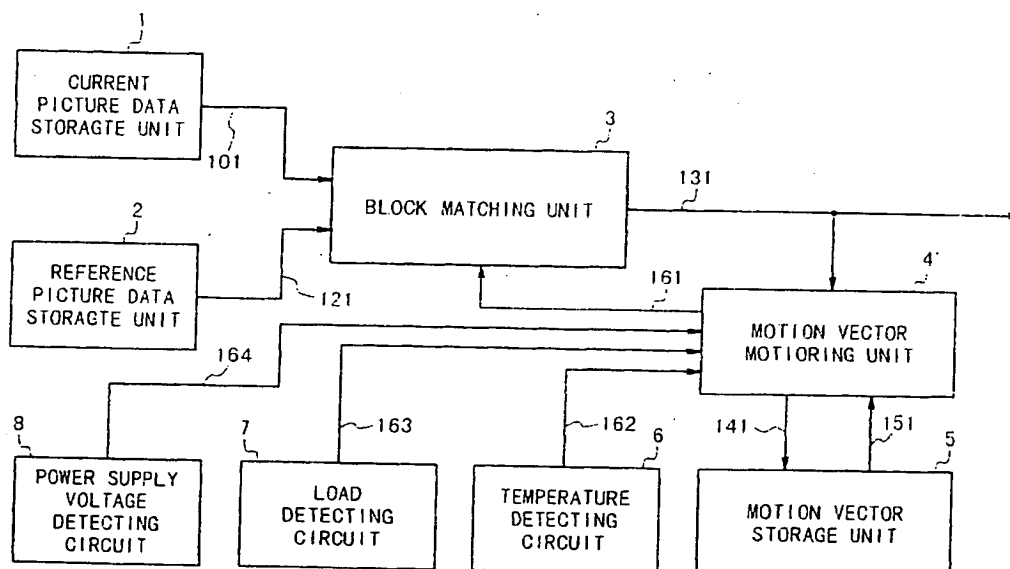 1
CURRENT
PICTURE DATA
STORAGTE UNIT
101
3
BLOCK MATCHING UNIT
131
2
REFERENCE
PICTURE DATA
STORAGTE UNIT
121
161
4'
MOTION VECTOR
MOTIORING UNIT
164
163
162
141
151
8
POWER SUPPLY
VOLTAGE
DETECTING
CIRCUIT
7
LOAD
DETECTING
CIRCUIT
6
TEMPERATURE
DETECTING
CIRCUIT
5
MOTION VECTOR
STORAGE UNIT